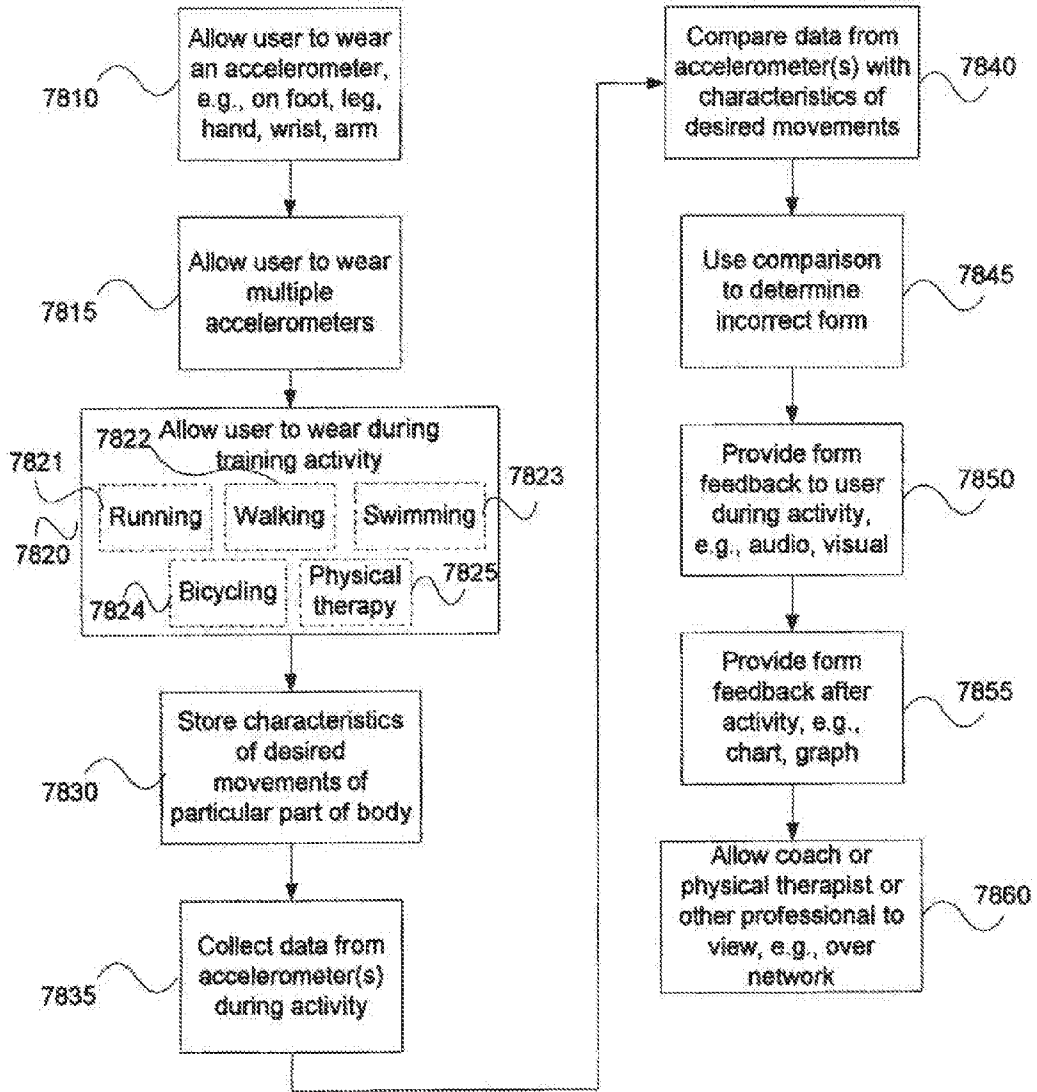 Allow user to wear
an accelerometer,
e.g., on foot, leg,
hand, wrist, arm
7810
Allow user to wear
multiple
accelerometers
7815
Allow user to wear during
training activity
7820
7821
Running
7822
Walking
7823
Swimming
7824
Bicycling
7825
Physical
therapy
Store characteristics
of desired
movements of
particular part of body
7830
Collect data from
accelerometer(s)
during activity
7835
Compare data from
accelerometer(s) with
characteristics of
desired movements
7840
Use comparison
to determine
incorrect form
7845
Provide form
feedback to user
during activity,
e.g., audio, visual
7850
Provide form
feedback after
activity, e.g.,
chart, graph
7855
Allow coach or
physical therapist or
other professional to
view, e.g., over
network
7860